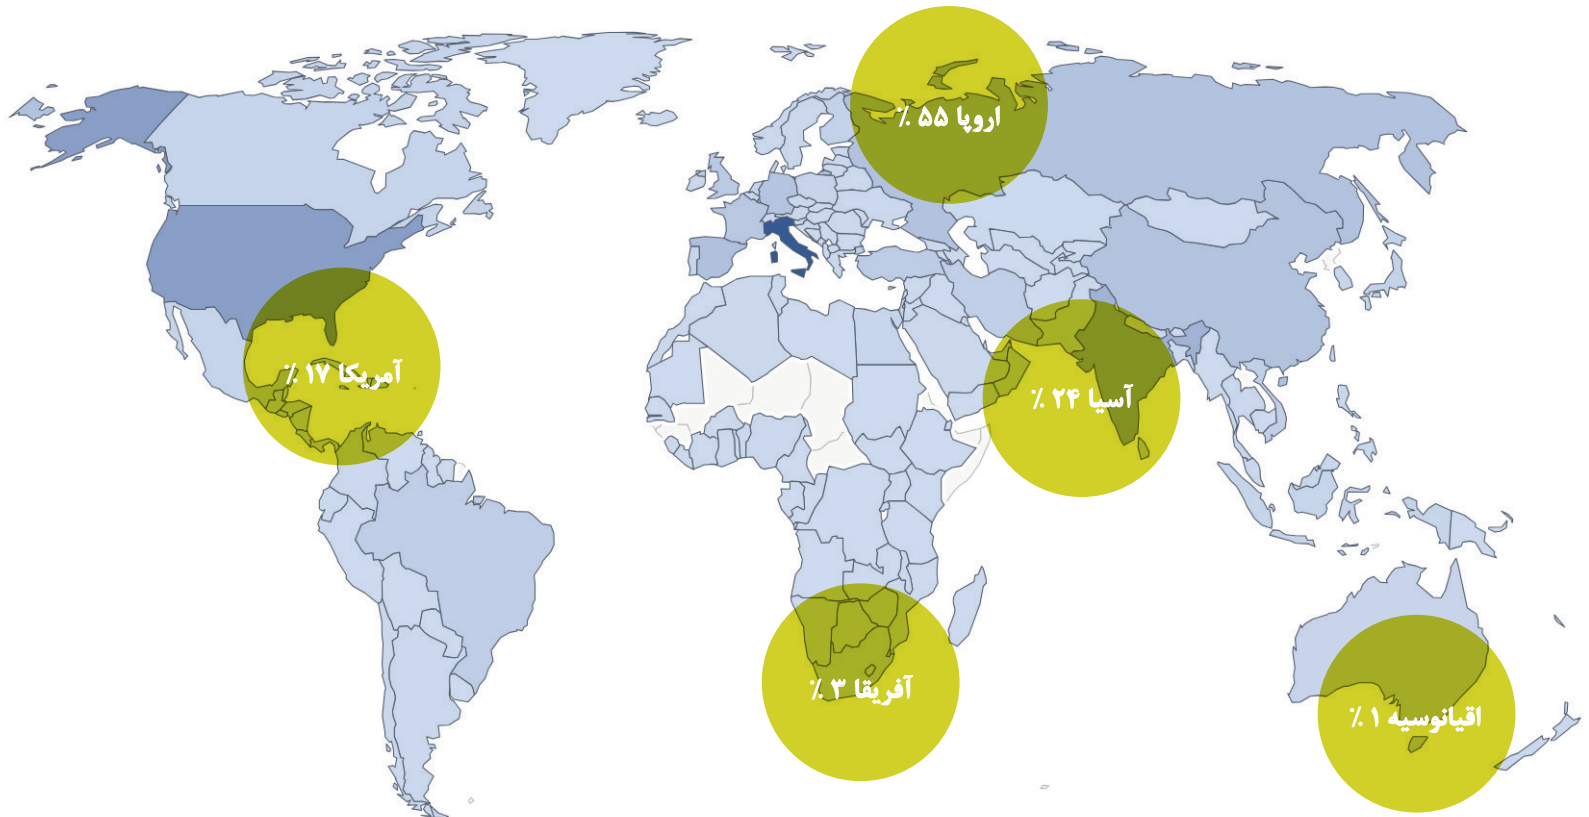 اروپا ۵۵ %
آمریکا ۱۷ %
آسیا ۲۴ %
آفریقا ۳ %
اقیانوسیه ۱ %